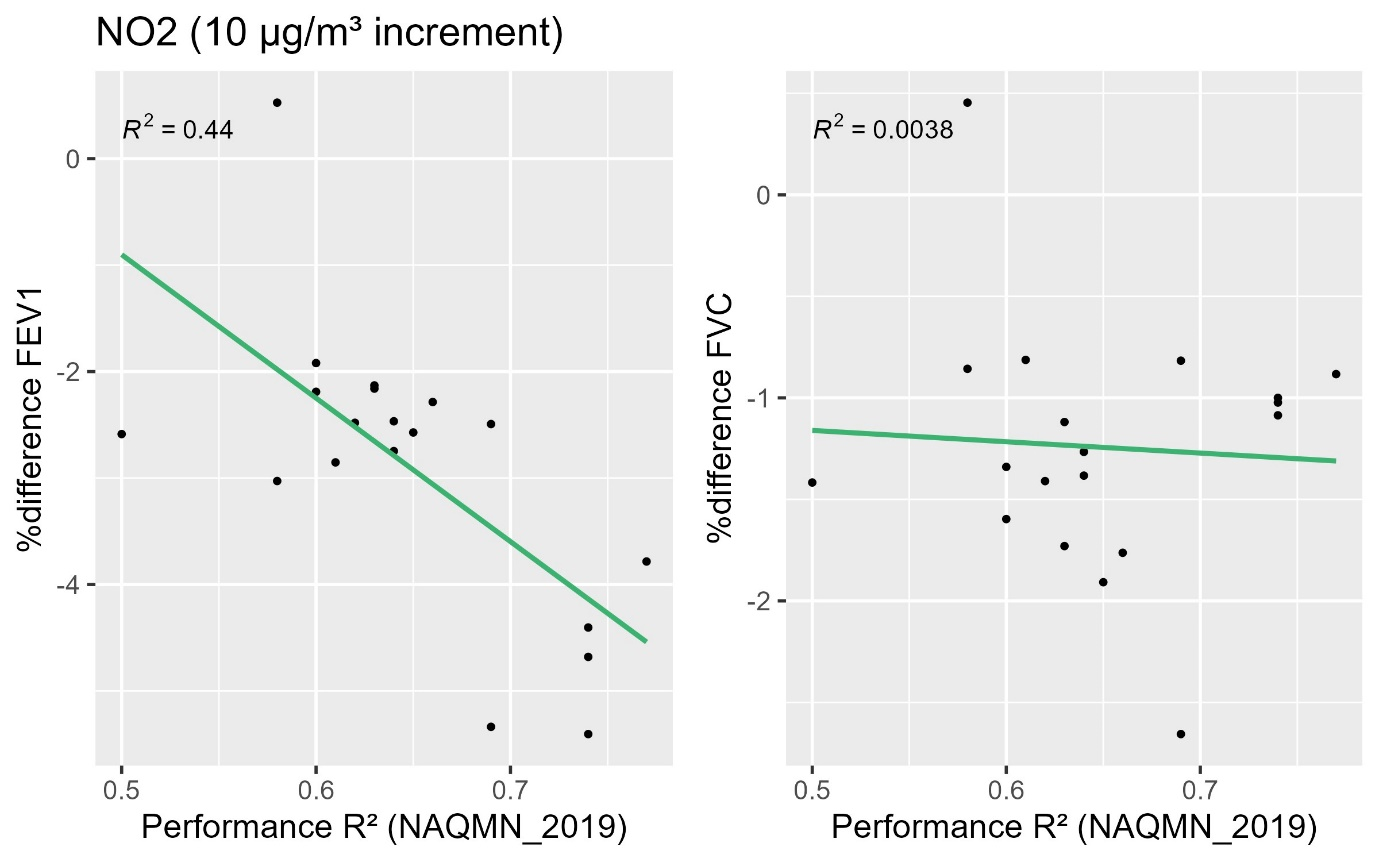 NO2 (10 µg/m³ increment)
R² = 0.44
0
-2
-4
%difference FEV1
0.5 0.6 0.7
Performance R² (NAQMN_2019)
R² = 0.0038
0
-1
-2
%difference FVC
0.5 0.6 0.7
Performance R² (NAQMN_2019)